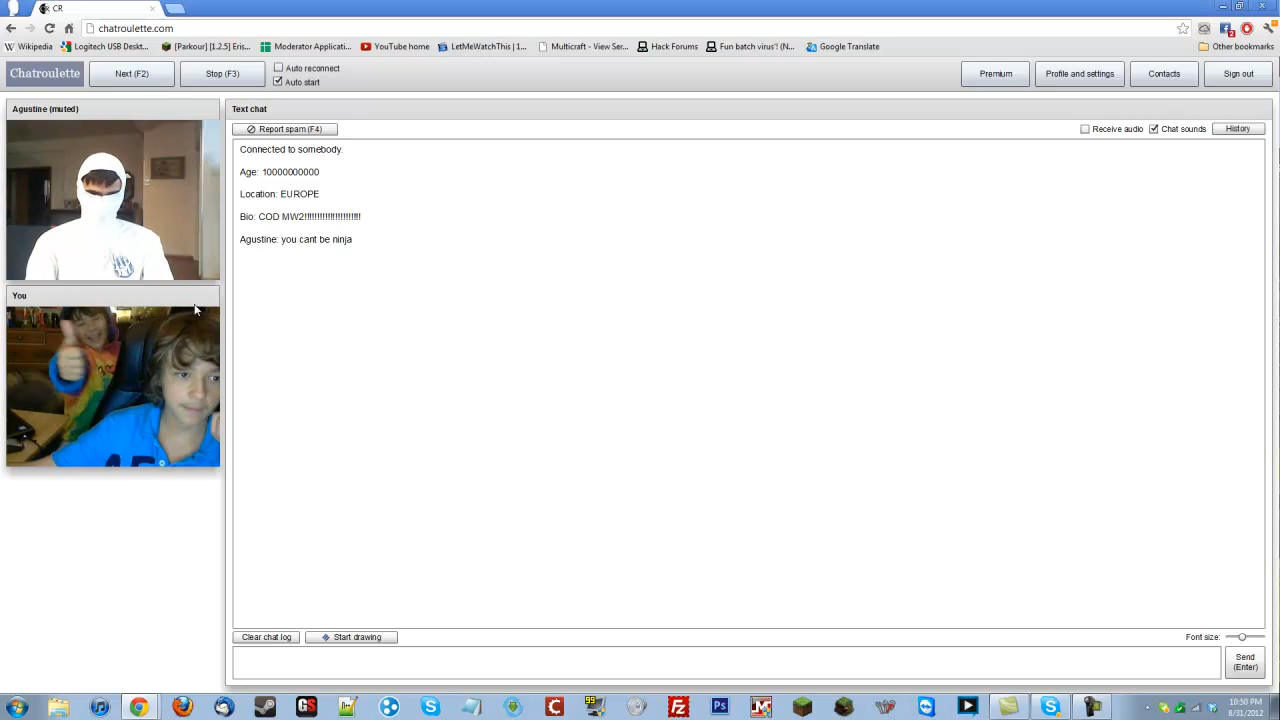 CR
chatroulette.com
Wikipedia
Logitech USB Deskt...
[Parkour] [1.2.5] Eris...
Moderator Applicati...
YouTube home
LetMeWatchThis | 1...
Multicraft - View Ser...
Hack Forums
Fun batch virus'! (N...
Google Translate
Other bookmarks
Chatroulette
Next (F2)
Stop (F3)
Auto reconnect
Auto start
Premium
Profile and settings
Contacts
Sign out
Agustine (muted)
You
Text chat
Report spam (F4)
Receive audio
Chat sounds
History
Connected to somebody.
Age: 10000000000
Location: EUROPE
Agustine: you cant be ninja
Clear chat log
Start drawing
Font size:
Send
(Enter)
GS
99
C
Fz
Ps
10:50 PM
8/31/2012